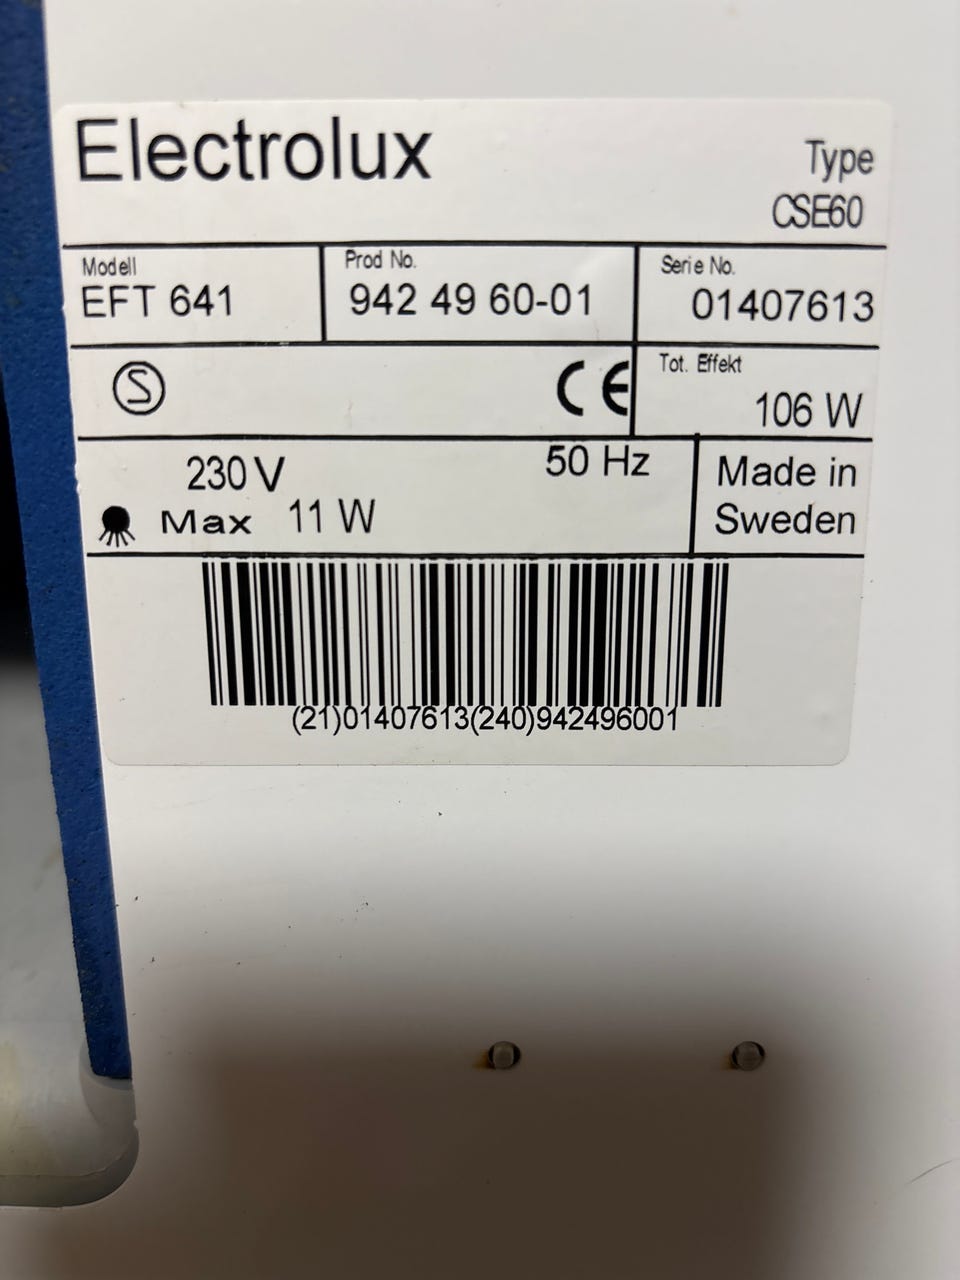 Electrolux
Type
CSE60
Modell
EFT 641
Prod No.
942 49 60-01
Serie No.
01407613
S
CE
Tot. Effekt
106 W
230 V
50 Hz
Max 11 W
Made in
Sweden
(21)01407613(240)942496001